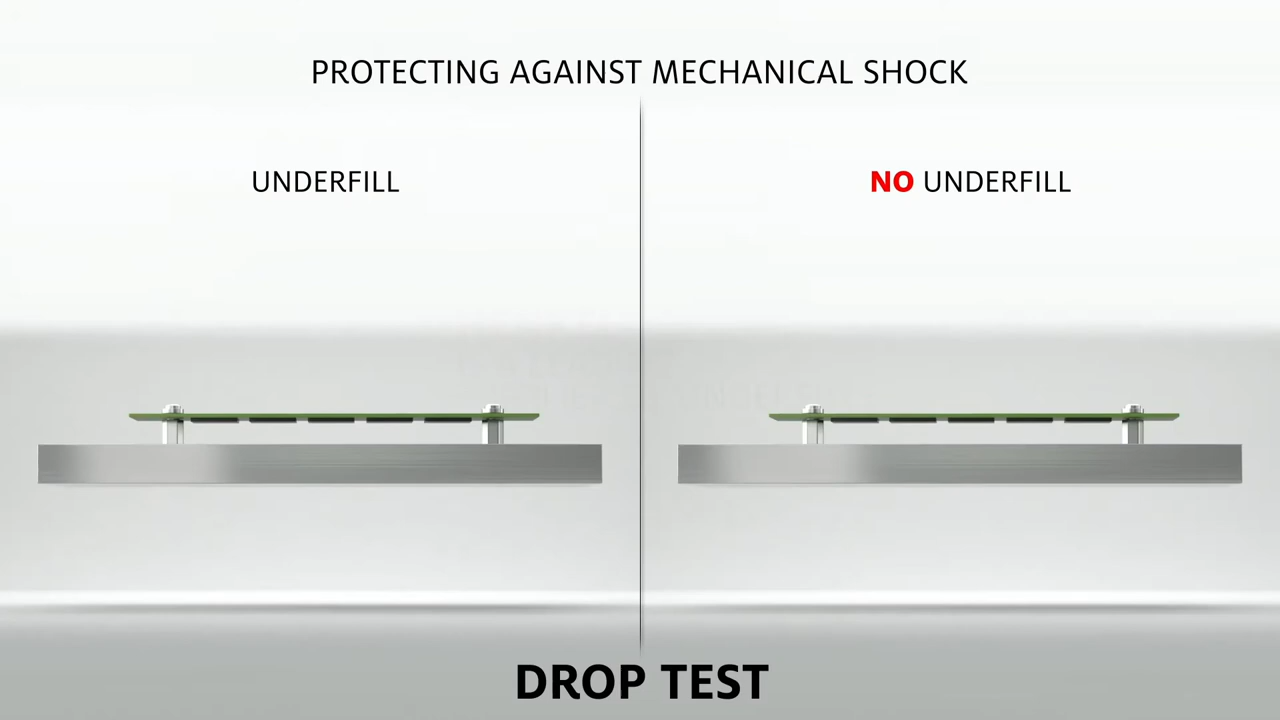 PROTECTING AGAINST MECHANICAL SHOCK
UNDERFILL
NO UNDERFILL
DROP TEST